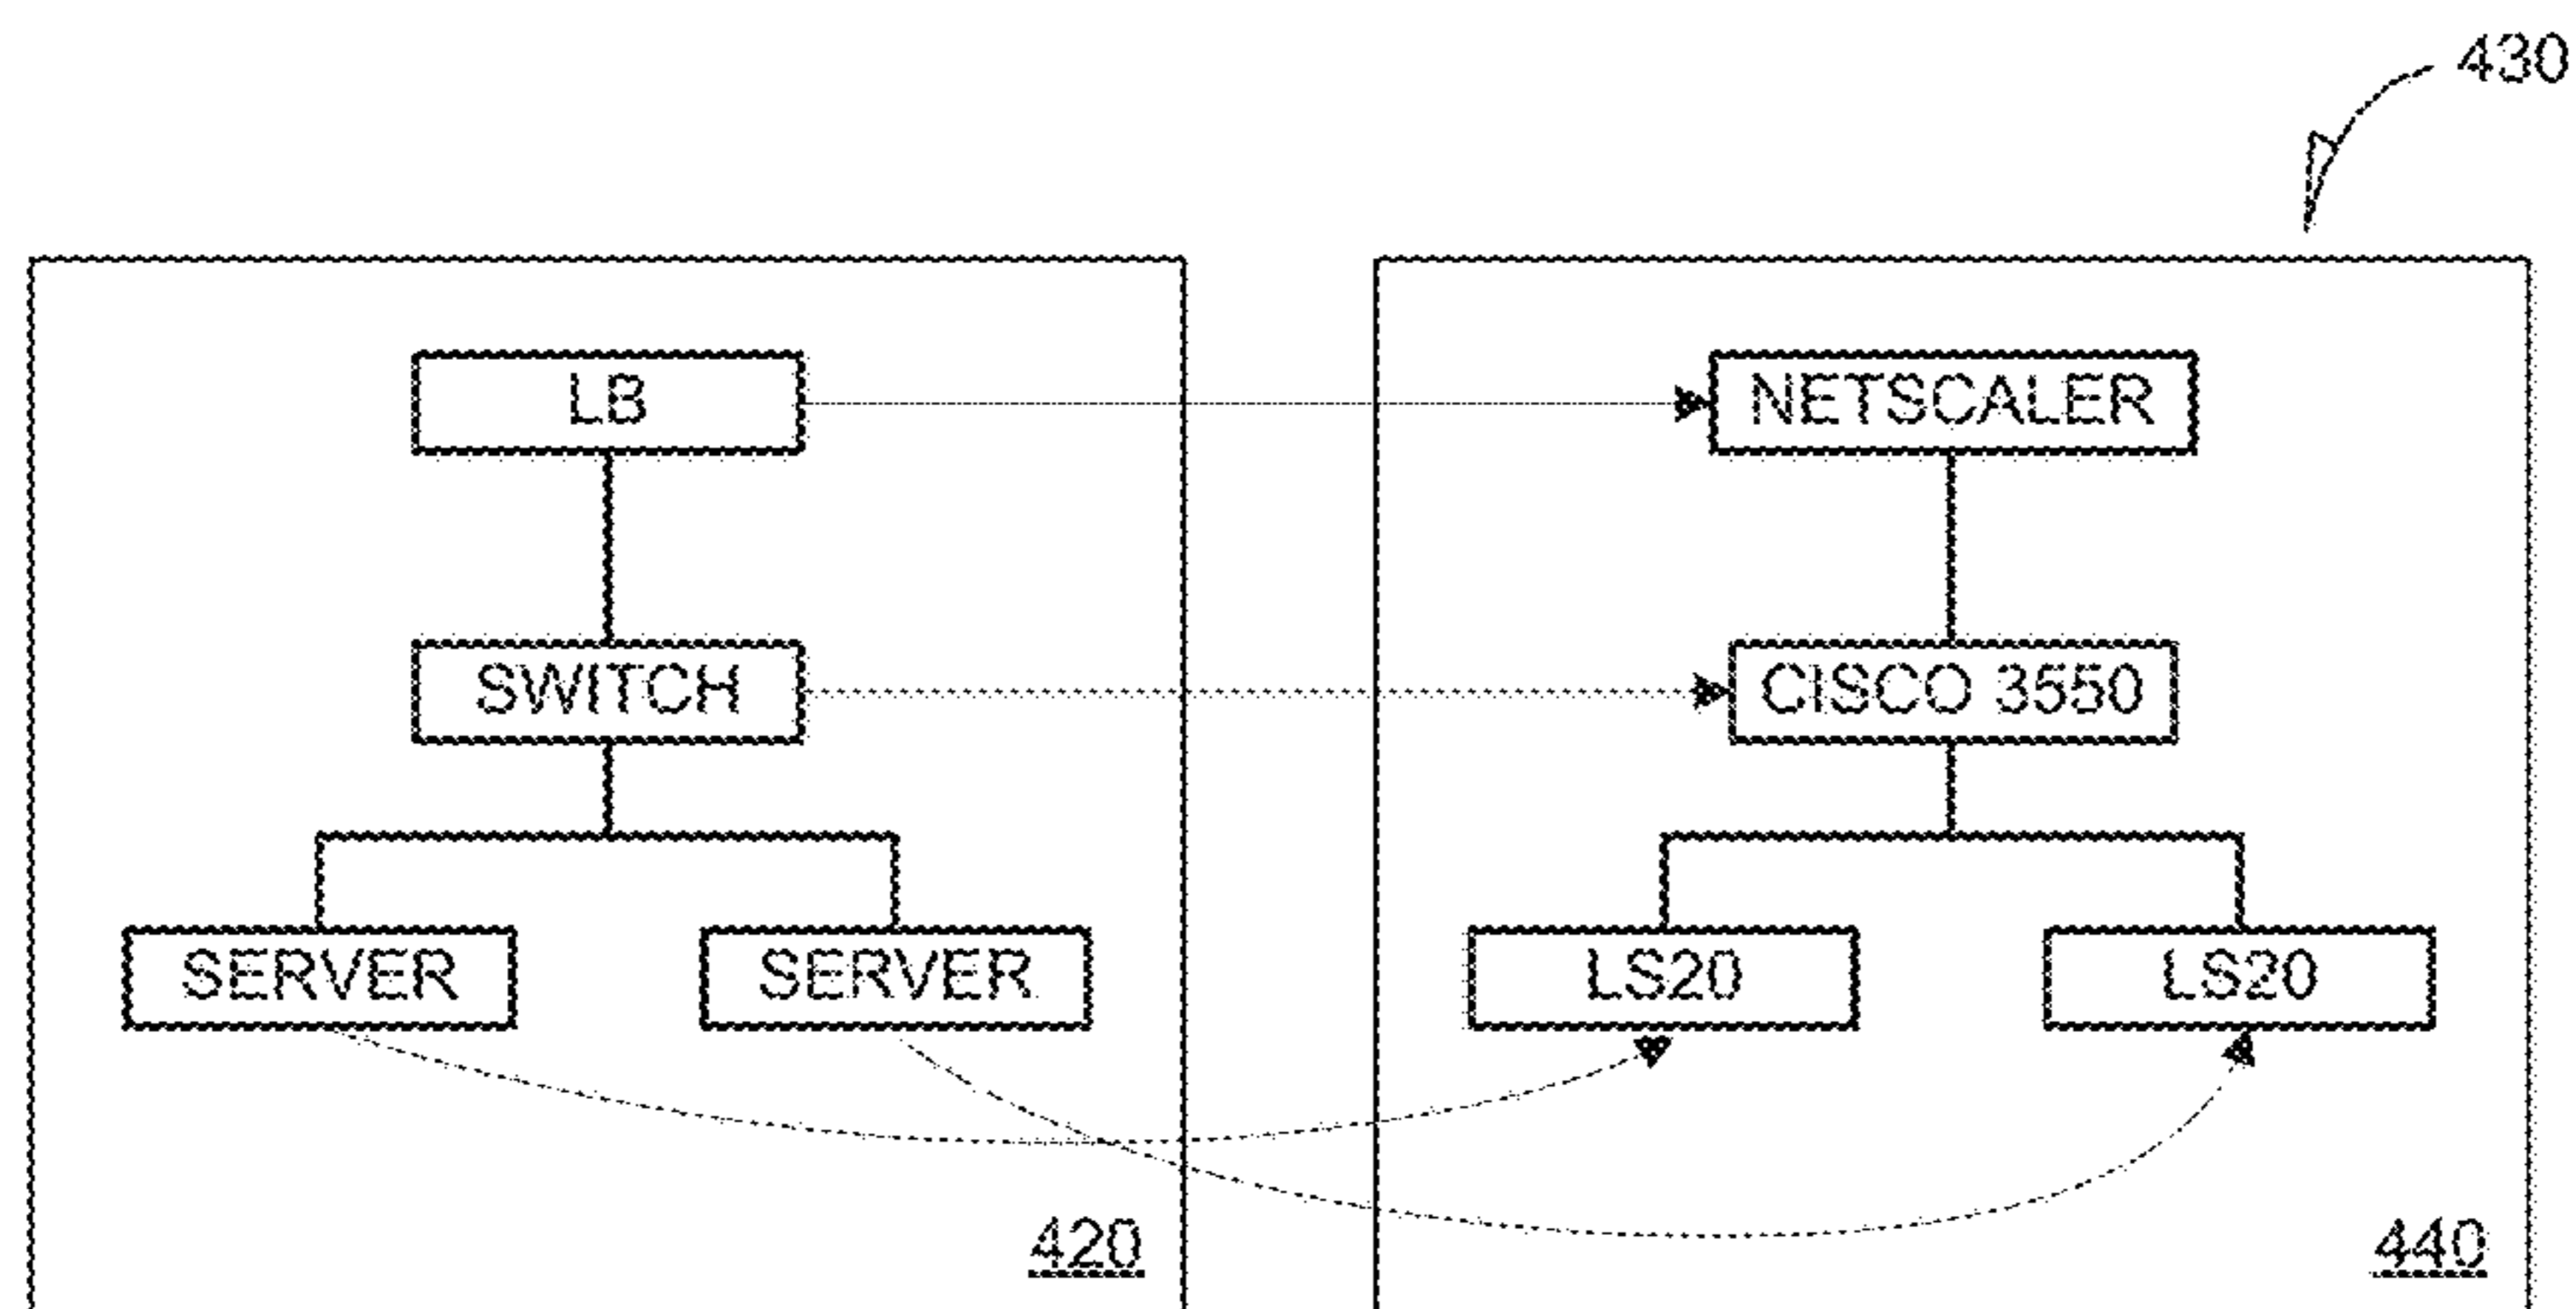 430
LB
NETSCALER
SWITCH
CISCO 3550
SERVER
SERVER
LS20
LS20
420
440